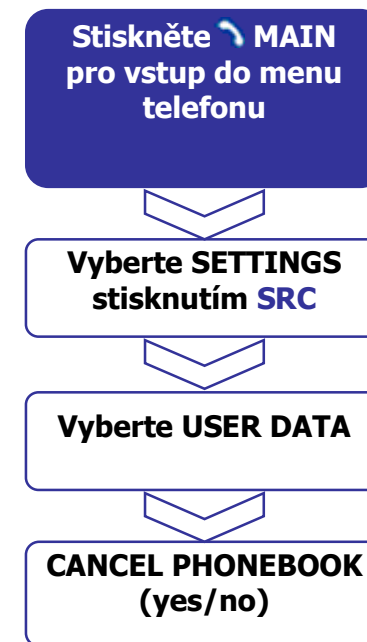 Stiskněte MAIN
pro vstup do menu
telefonu
Vyberte SETTINGS
stisknutím SRC
Vyberte USER DATA
CANCEL PHONEBOOK
(yes/no)